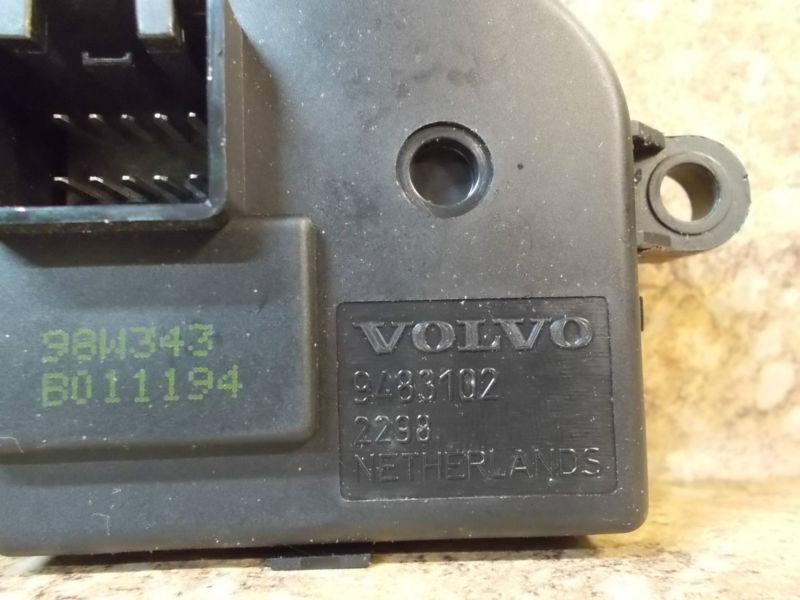 98W343
B011194
VOLVO
9483102
2298
NETHERLANDS